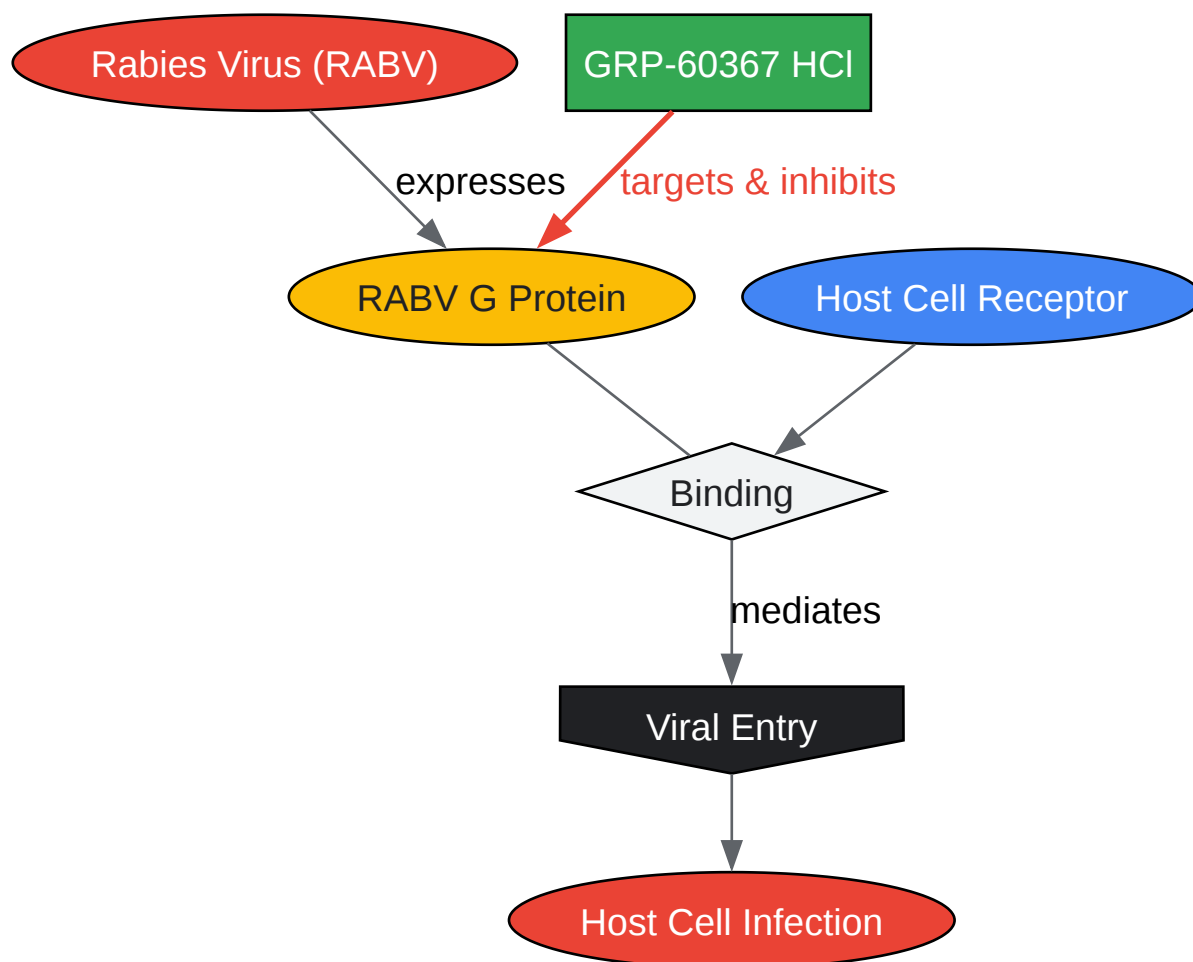 Rabies Virus (RABV)
GRP-60367 HCl
expresses
targets & inhibits
RABV G Protein
Host Cell Receptor
Binding
mediates
Viral Entry
Host Cell Infection